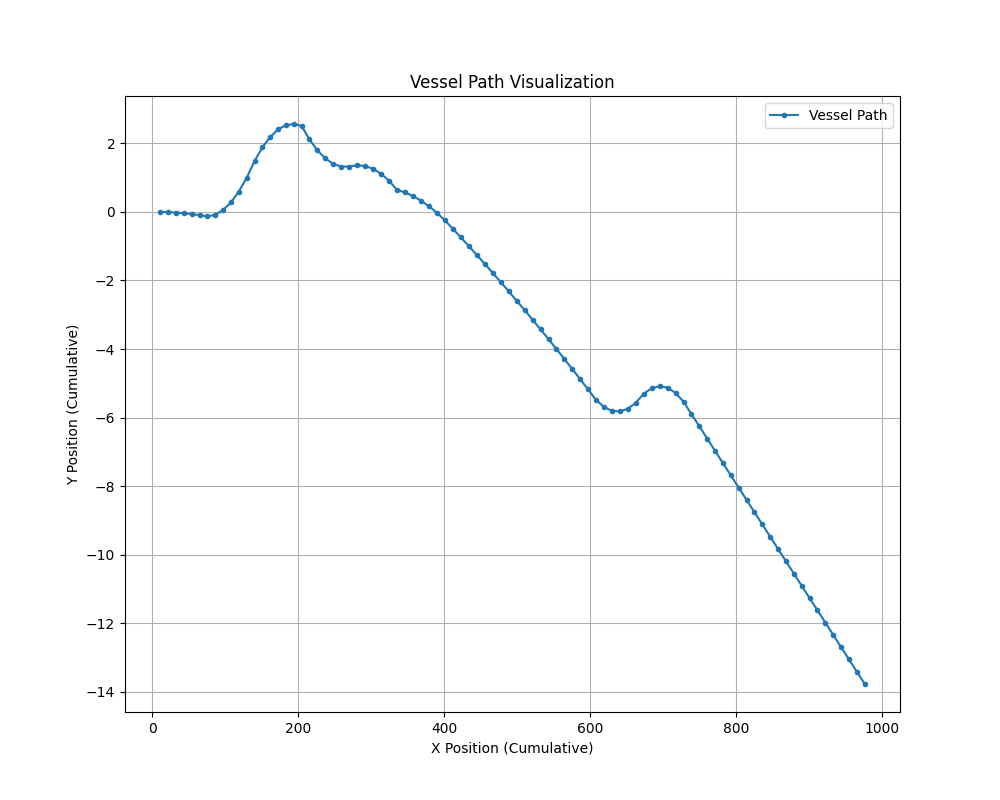 Vessel Path Visualization
Vessel Path
2
0
−2
−4
−6
−8
−10
−12
−14
Y Position (Cumulative)
0 200 400 600 800 1000
X Position (Cumulative)